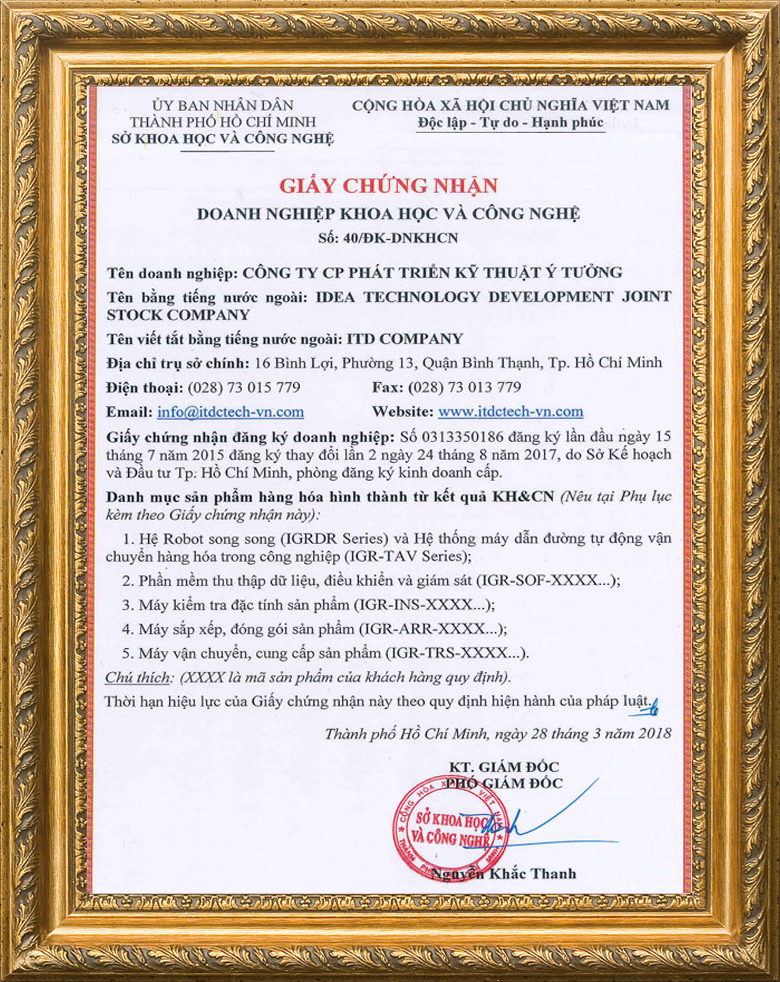 ỦY BAN NHÂN DÂN
THÀNH PHỐ HỒ CHÍ MINH
SỞ KHOA HỌC VÀ CÔNG NGHỆ
CỘNG HÒA XÃ HỘI CHỦ NGHĨA VIỆT NAM
Độc lập - Tự do - Hạnh phúc
GIẤY CHỨNG NHẬN
DOANH NGHIỆP KHOA HỌC VÀ CÔNG NGHỆ
Số: 40/ĐK-DNKHCN
Tên doanh nghiệp: CÔNG TY CP PHÁT TRIỂN KỸ THUẬT Ý TƯỞNG
Tên bằng tiếng nước ngoài: IDEA TECHNOLOGY DEVELOPMENT JOINT
STOCK COMPANY
Tên viết tắt bằng tiếng nước ngoài: ITD COMPANY
Địa chỉ trụ sở chính: 16 Bình Lợi, Phường 13, Quận Bình Thạnh, Tp. Hồ Chí Minh
Điện thoại: (028) 73 015 779 Fax: (028) 73 013 779
Email: info@itdctech-vn.com Website: www.itdctech-vn.com
Giấy chứng nhận đăng ký doanh nghiệp: Số 0313350186 đăng ký lần đầu ngày 15
tháng 7 năm 2015 đăng ký thay đổi lần 2 ngày 24 tháng 8 năm 2017, do Sở Kế hoạch
và Đầu tư Tp. Hồ Chí Minh, phòng đăng ký kinh doanh cấp.
Danh mục sản phẩm hàng hóa hình thành từ kết quả KH&CN (Nêu tại Phụ lục
kèm theo Giấy chứng nhận này):
1. Hệ Robot song song (IGRDR Series) và Hệ thống máy dẫn đường tự động vận
chuyển hàng hóa trong công nghiệp (IGR-TAV Series);
2. Phần mềm thu thập dữ liệu, điều khiển và giám sát (IGR-SOF-XXXX...);
3. Máy kiểm tra đặc tính sản phẩm (IGR-INS-XXXX...);
4. Máy sắp xếp, đóng gói sản phẩm (IGR-ARR-XXXX...);
5. Máy vận chuyển, cung cấp sản phẩm (IGR-TRS-XXXX...).
Chú thích: (XXXX là mã sản phẩm của khách hàng quy định).
Thời hạn hiệu lực của Giấy chứng nhận này theo quy định hiện hành của pháp luật.
Thành phố Hồ Chí Minh, ngày 28 tháng 3 năm 2018
KT. GIÁM ĐỐC
PHÓ GIÁM ĐỐC
CỘNG HÒA X VIỆT NAM
SỞ KHOA HỌC
VÀ CÔNG NGHỆ
THÀNH PHỐ MINH
Nguyễn Khắc Thanh